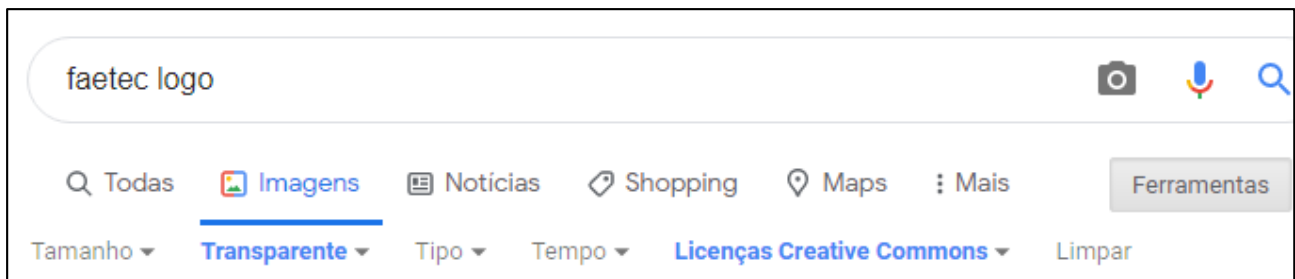 faetec logo
Todas Imagens Notícias Shopping Maps Mais Ferramentas
Tamanho Transparente Tipo Tempo Licenças Creative Commons Limpar